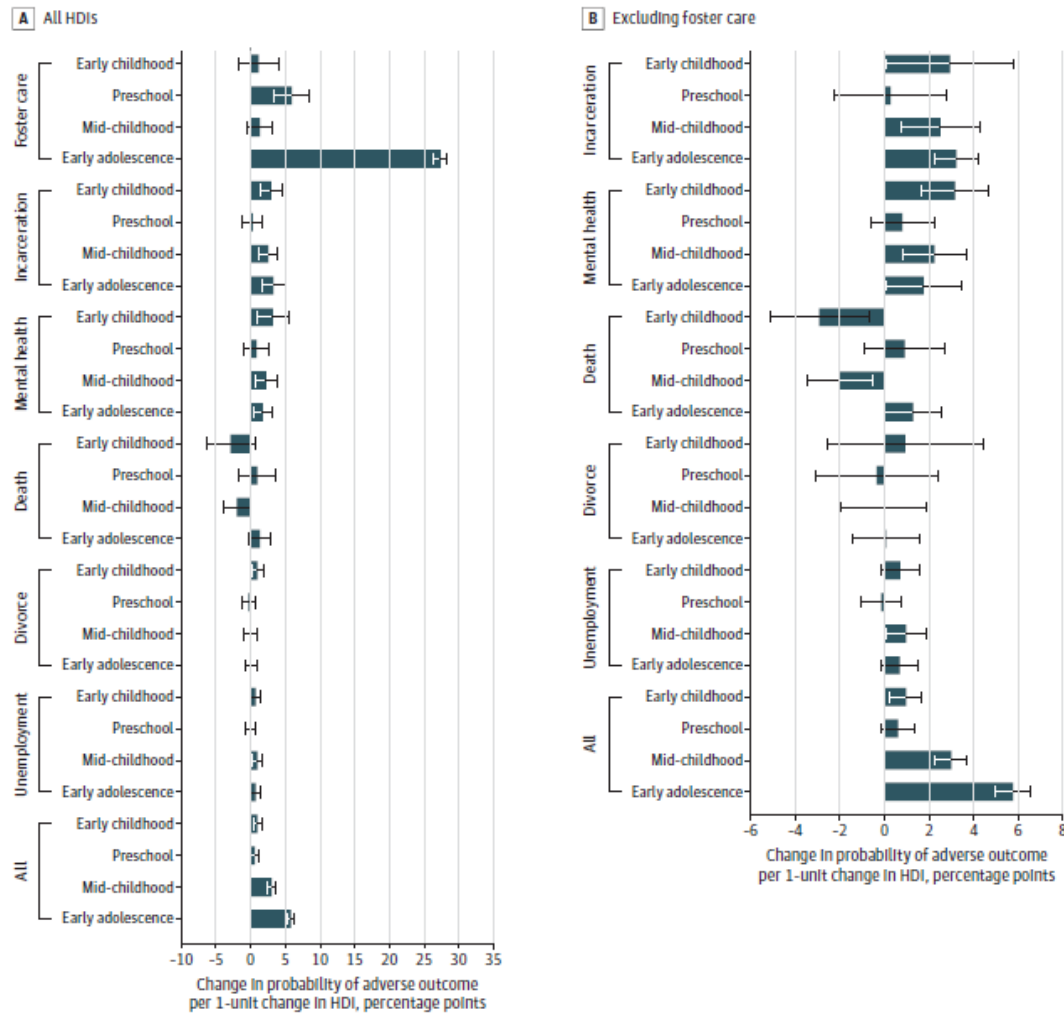 A All HDIs
Foster care
Early childhood
Preschool
Mid-childhood
Early adolescence
Incarceration
Early childhood
Preschool
Mid-childhood
Early adolescence
Mental health
Early childhood
Preschool
Mid-childhood
Early adolescence
Death
Early childhood
Preschool
Mid-childhood
Early adolescence
Divorce
Early childhood
Preschool
Mid-childhood
Early adolescence
Unemployment
Early childhood
Preschool
Mid-childhood
Early adolescence
All
Early childhood
Preschool
Mid-childhood
Early adolescence
-10 -5 0 5 10 15 20 25 30 35
Change in probability of adverse outcome
per 1-unit change in HDI, percentage points
B Excluding foster care
Incarceration
Early childhood
Preschool
Mid-childhood
Early adolescence
Mental health
Early childhood
Preschool
Mid-childhood
Early adolescence
Death
Early childhood
Preschool
Mid-childhood
Early adolescence
Divorce
Early childhood
Preschool
Mid-childhood
Early adolescence
Unemployment
Early childhood
Preschool
Mid-childhood
Early adolescence
All
Early childhood
Preschool
Mid-childhood
Early adolescence
-6 -4 -2 0 2 4 6 8
Change in probability of adverse outcome
per 1-unit change in HDI, percentage points